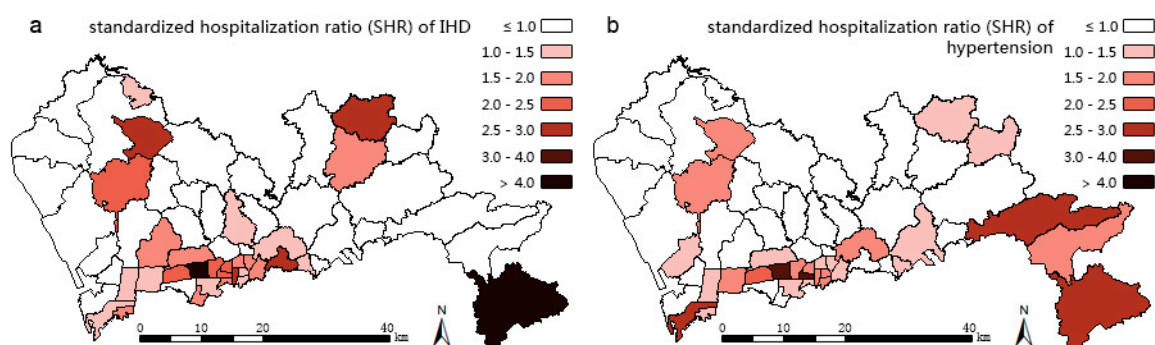 a
standardized hospitalization ratio (SHR) of IHD
≤ 1.0
1.0 - 1.5
1.5 - 2.0
2.0 - 2.5
2.5 - 3.0
3.0 - 4.0
> 4.0
N
0 10 20 40
km
b
standardized hospitalization ratio (SHR) of
hypertension
≤ 1.0
1.0 - 1.5
1.5 - 2.0
2.0 - 2.5
2.5 - 3.0
3.0 - 4.0
> 4.0
N
0 10 20 40
km